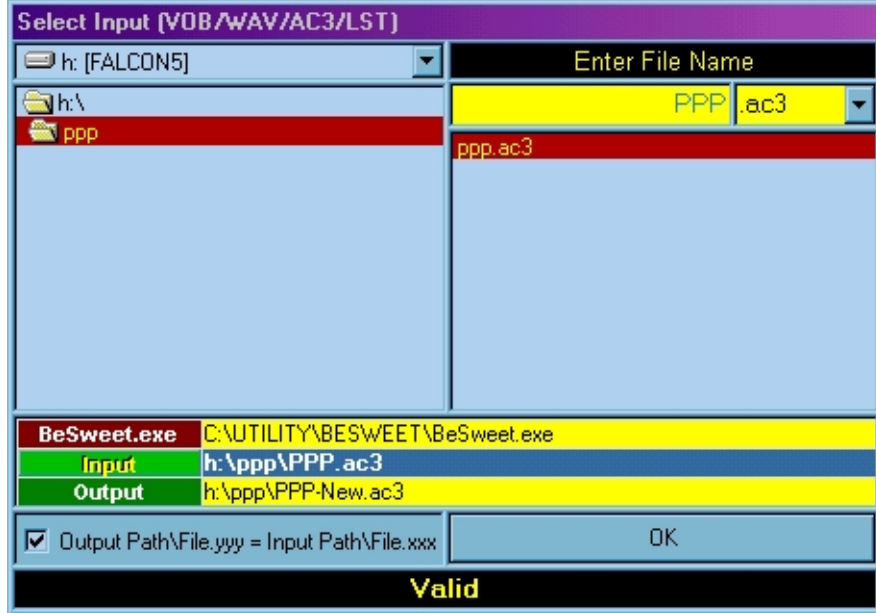 Select Input (VOB/WAV/AC3/LST)
h: [FALCON5]
Enter File Name
h:\
PPP .ac3
ppp
ppp.ac3
BeSweet.exe C:\UTILITY\BESWEET\BeSweet.exe
Input h:\ppp\PPP.ac3
Output h:\ppp\PPP-New.ac3
Output Path\File.yyy = Input Path\File.xxx
OK
Valid